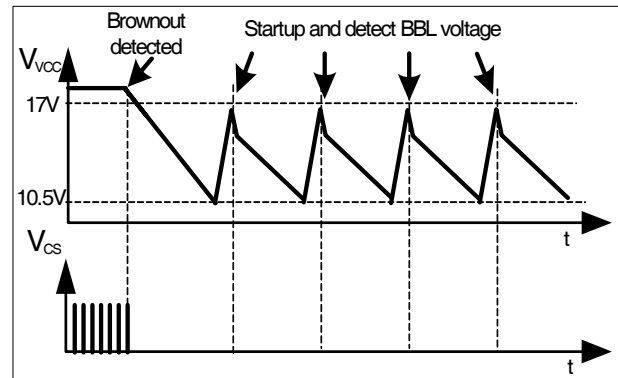 Brownout
detected
Startup and detect BBL voltage
VVCC
17V
10.5V
t
VCS
t